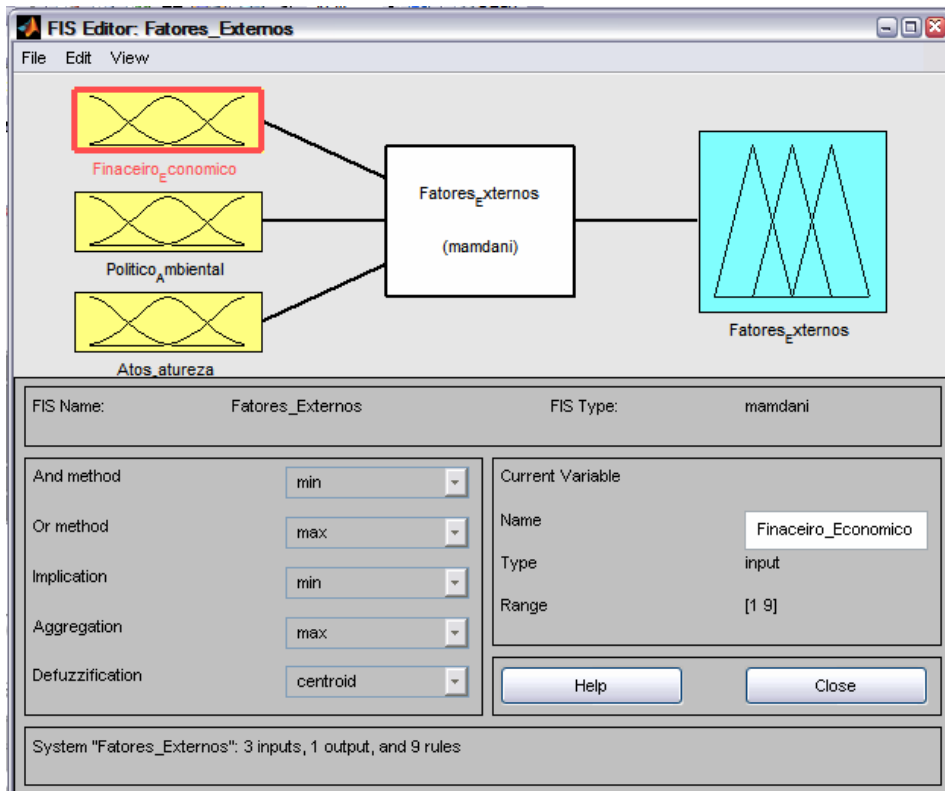 FIS Editor: Fatores_Externos
File Edit View
Finaceiro_Economico
Fatores_Externos
(mamdani)
Politico_Ambiental
Fatores_Externos
Atos_atureza
FIS Name: Fatores_Externos FIS Type: mamdani
And method min
Or method max
Implication min
Aggregation max
Defuzzification centroid
Current Variable
Name Finaceiro_Economico
Type input
Range [1 9]
Help Close
System "Fatores_Externos": 3 inputs, 1 output, and 9 rules